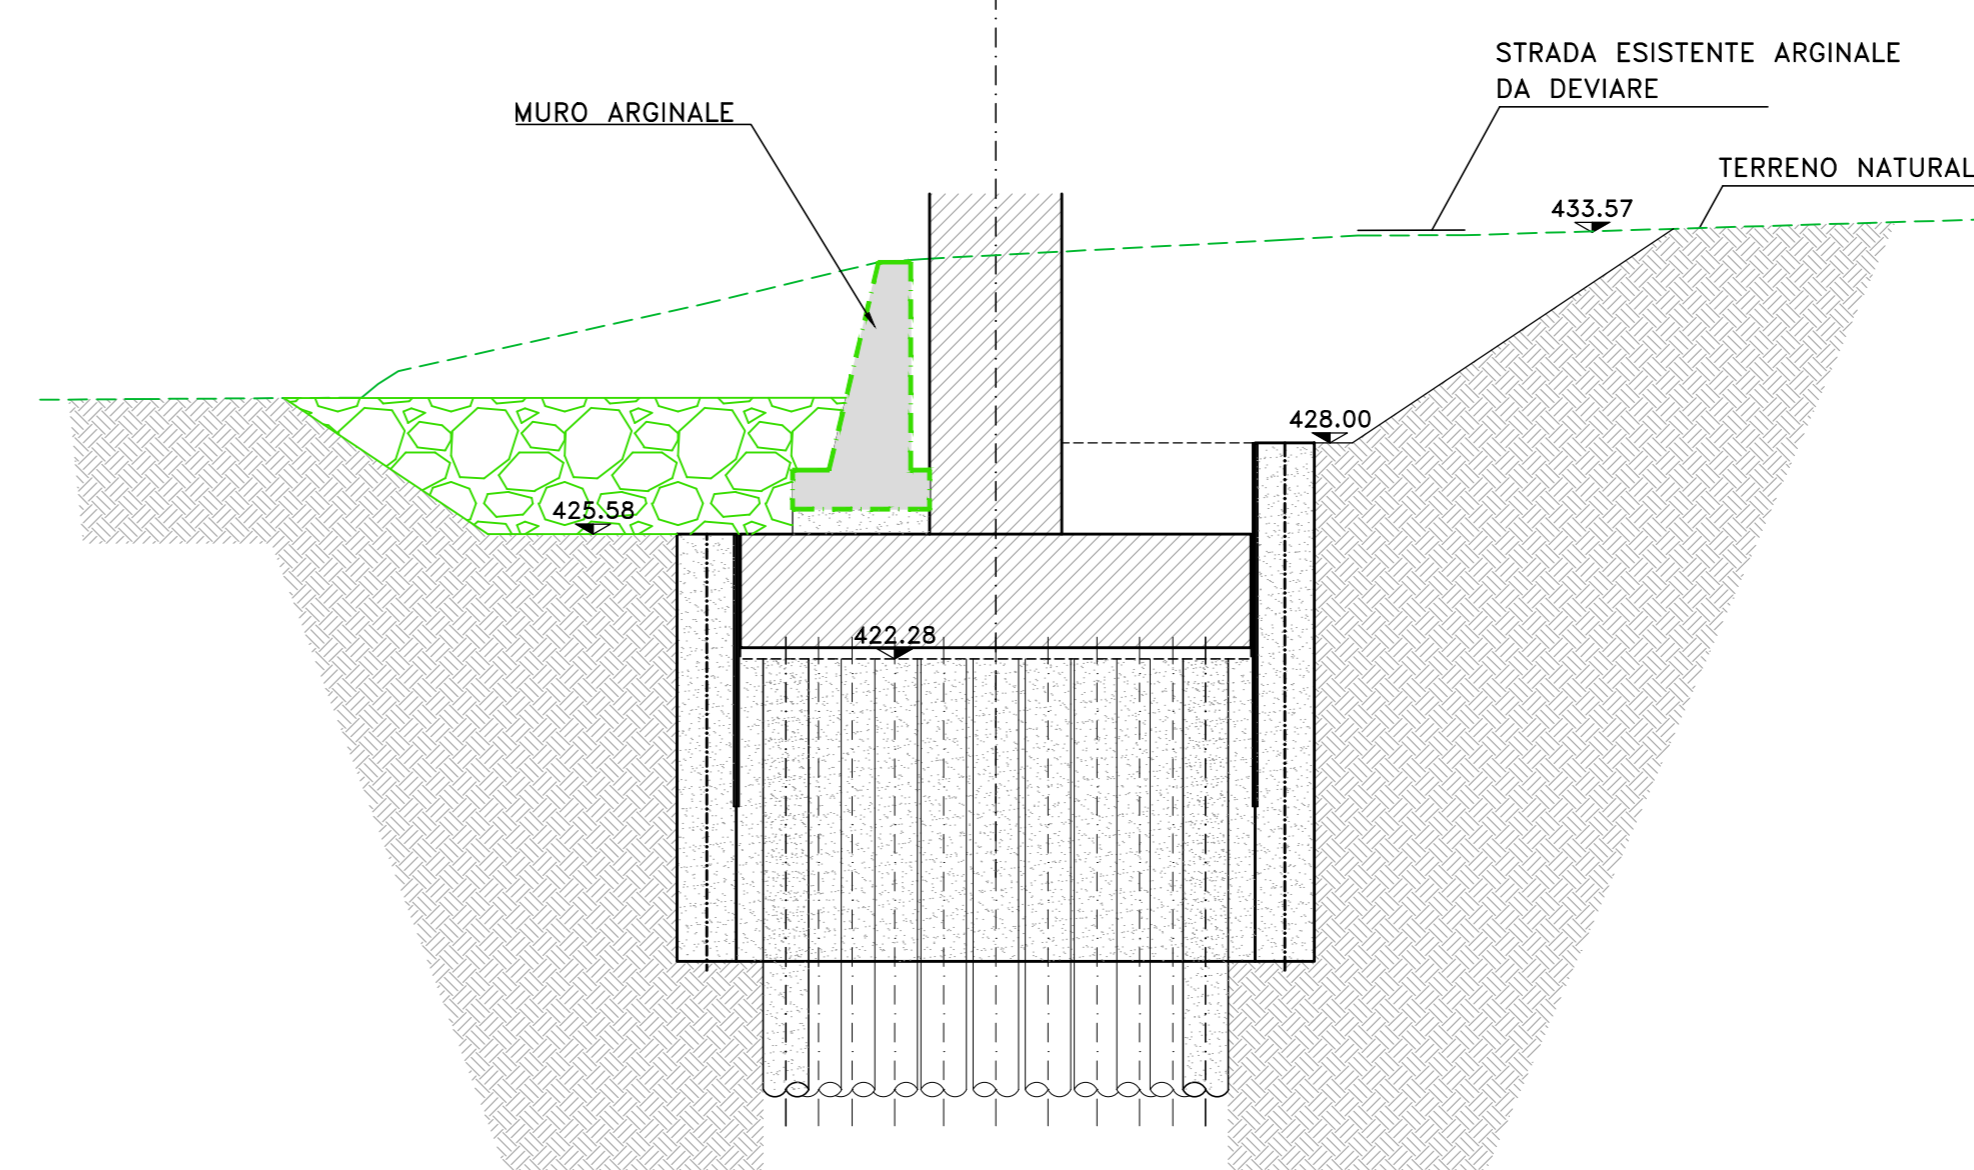 STRADA ESISTENTE ARGINALE
DA DEVIARE
MURO ARGINALE
TERRENO NATURAL
433.57
428.00
425.58
422.28